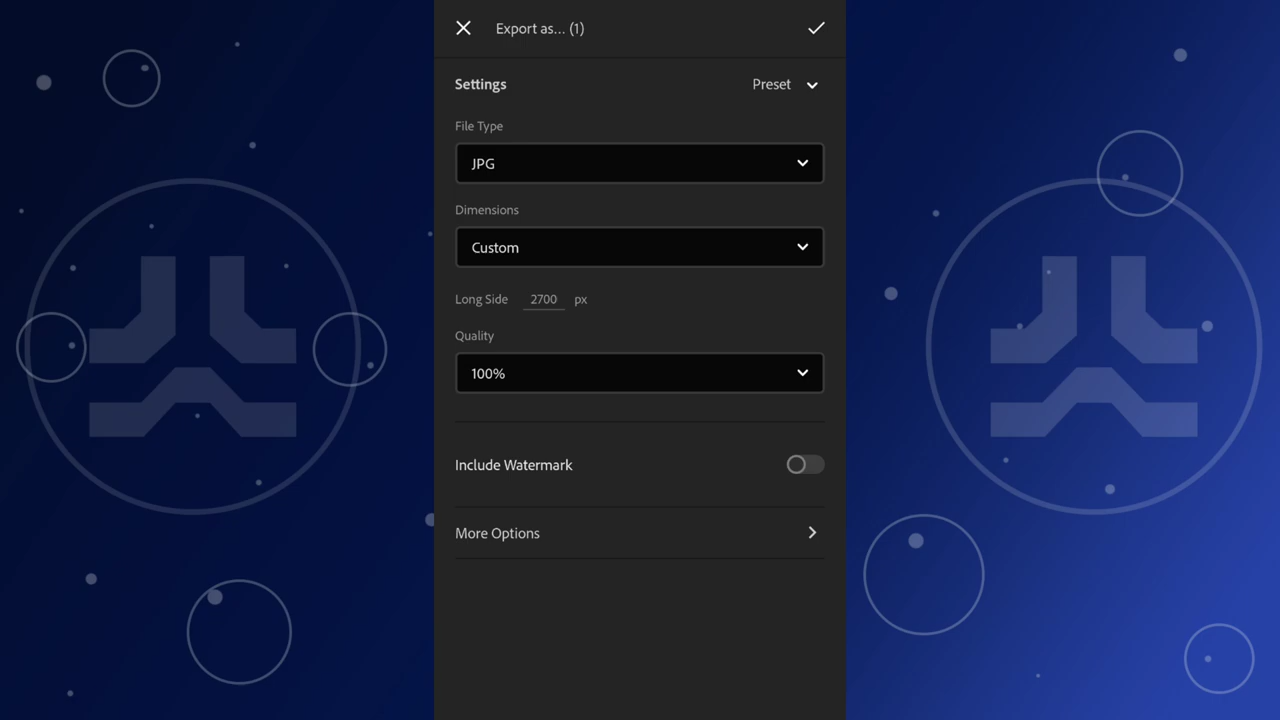 Export as... (1)
Settings Preset
File Type
JPG
Dimensions
Custom
Long Side 2700 px
Quality
100%
Include Watermark
More Options